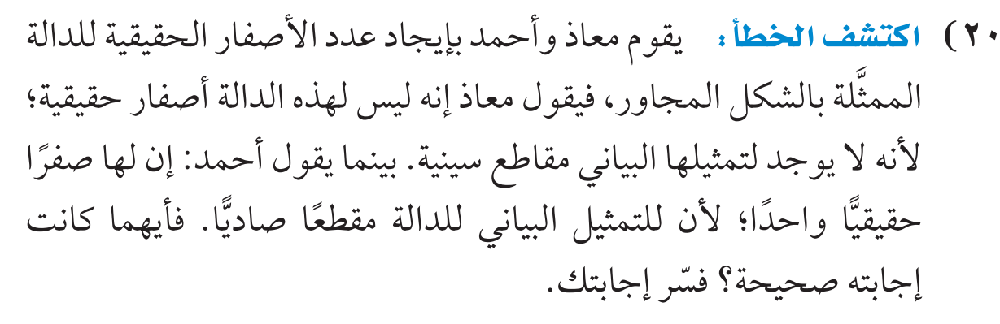 ٢٠) اكتشف الخطأ: يقوم معاذ وأحمد بإيجاد عدد الأصفار الحقيقية للدالة
الممثَّلة بالشكل المجاور، فيقول معاذ إنه ليس لهذه الدالة أصفار حقيقية؛
لأنه لا يوجد لتمثيلها البياني مقاطع سينية. بينما يقول أحمد: إن لها صفرًا
حقيقيًّا واحدًا؛ لأن للتمثيل البياني للدالة مقطعًا صاديًّا. فأيهما كانت
إجابته صحيحة؟ فسّر إجابتك.